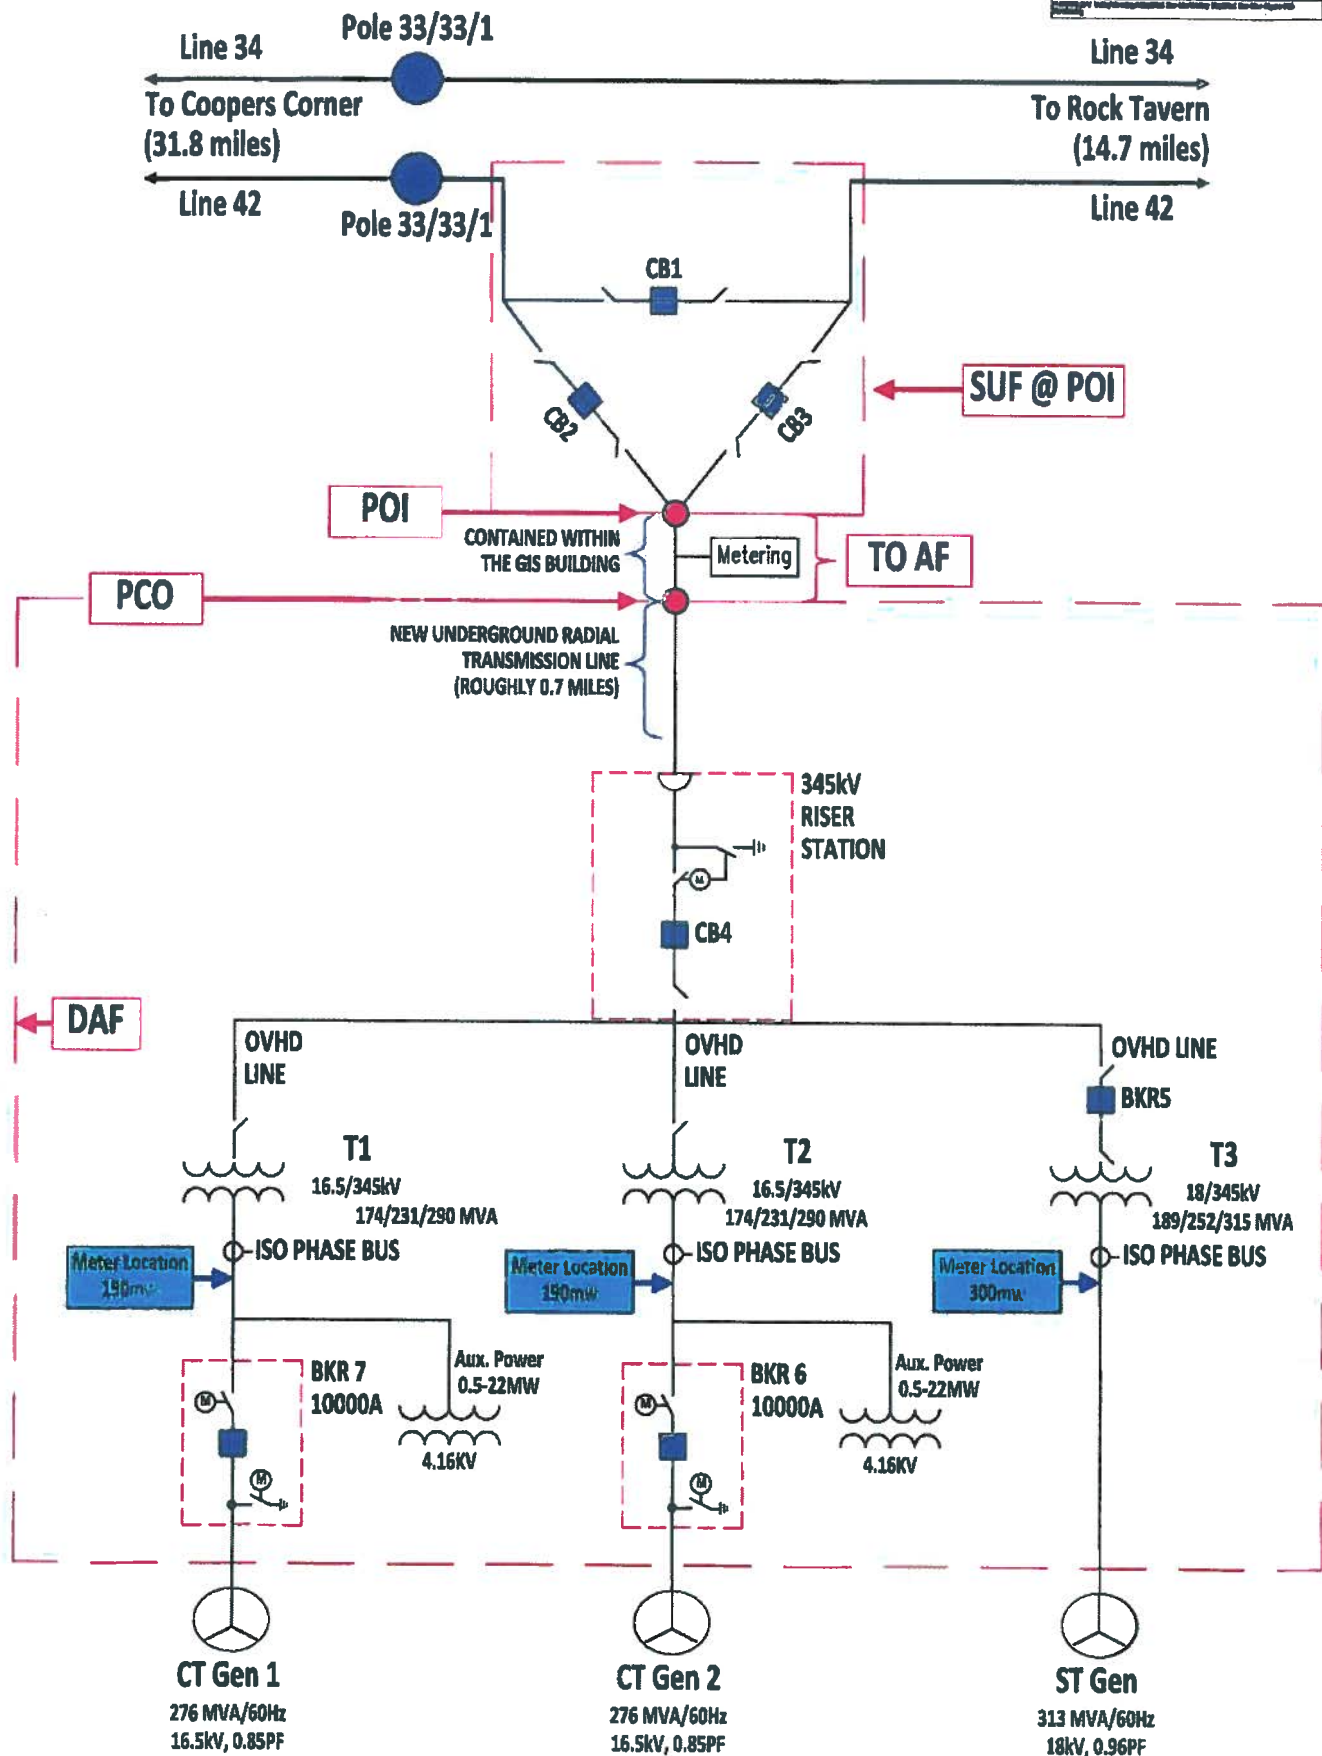 Pole 33/33/1
Line 34
Line 34
To Coopers Corner
(31.8 miles)
To Rock Tavern
(14.7 miles)
Line 42
Pole 33/33/1
Line 42
CB1
CB2
CB3
SUF @ POI
POI
CONTAINED WITHIN
THE GIS BUILDING
Metering
TO AF
PCO
NEW UNDERGROUND RADIAL
TRANSMISSION LINE
(ROUGHLY 0.7 MILES)
345kV
RISER
STATION
M
CB4
DAF
OVHD
LINE
OVHD
LINE
OVHD LINE
BKR5
T1
16.5/345kV
174/231/290 MVA
T2
16.5/345kV
174/231/290 MVA
T3
18/345kV
189/252/315 MVA
ISO PHASE BUS
ISO PHASE BUS
ISO PHASE BUS
Meter Location
190mw
Meter Location
190mw
Meter Location
300mw
BKR 7
10000A
Aux. Power
0.5-22MW
4.16KV
M
M
BKR 6
10000A
Aux. Power
0.5-22MW
4.16KV
M
M
CT Gen 1
276 MVA/60Hz
16.5kV, 0.85PF
CT Gen 2
276 MVA/60Hz
16.5kV, 0.85PF
ST Gen
313 MVA/60Hz
18kV, 0.96PF